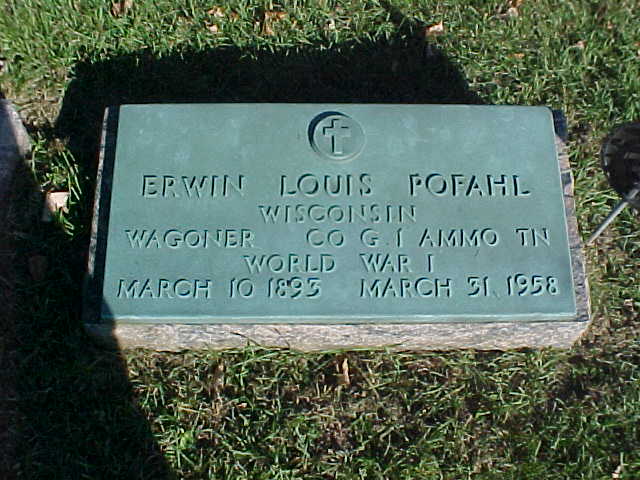 ERWIN LOUIS POFAHL
WISCONSIN
WAGONER CO G 1 AMMO TN
WORLD WAR I
MARCH 10 1893 MARCH 31, 1958